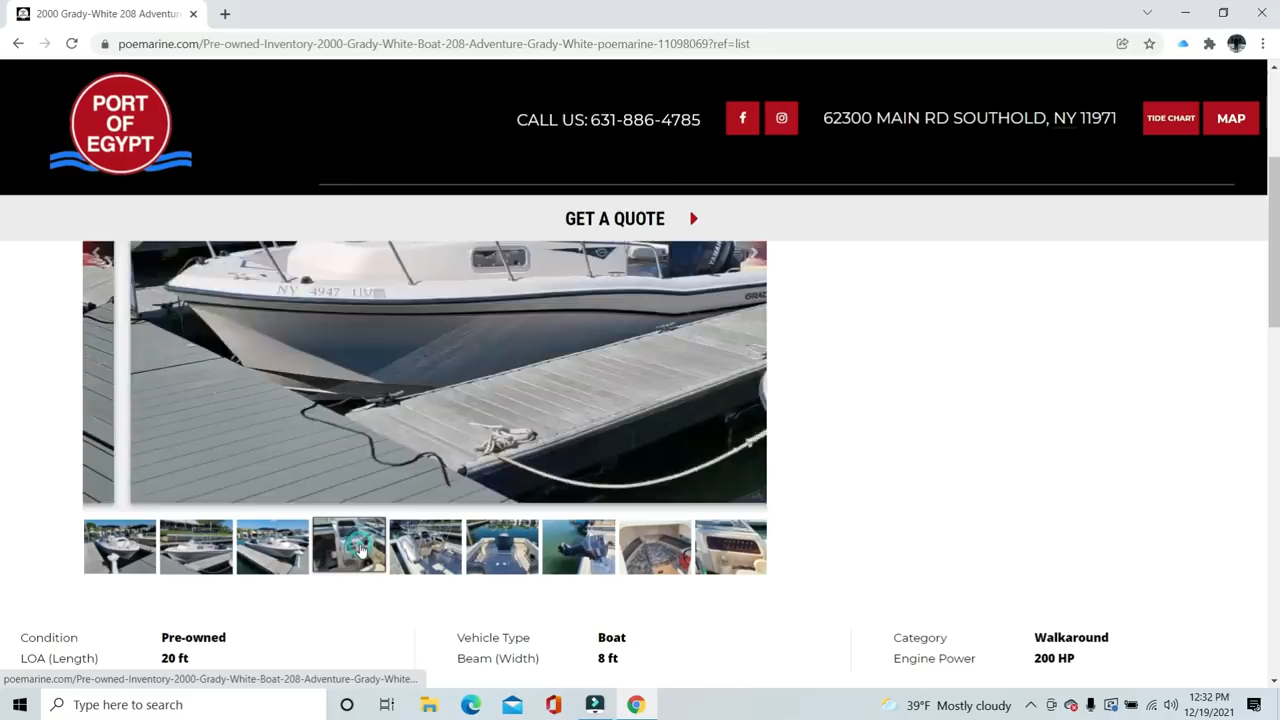 2000 Grady-White 208 Adventur
poemarine.com/Pre-owned-Inventory-2000-Grady-White-Boat-208-Adventure-Grady-White-poemarine-11098069?ref=list
PORT
OF
EGYPT
CALL US: 631-886-4785
62300 MAIN RD SOUTHOLD, NY 11971
TIDE CHART
MAP
GET A QUOTE
YAMA
NY 4947
GRA
Condition
Pre-owned
Vehicle Type
Boat
Category
Walkaround
LOA (Length)
20 ft
Beam (Width)
8 ft
Engine Power
200 HP
poemarine.com/Pre-owned-Inventory-2000-Grady-White-Boat-208-Adventure-Grady-White...
Type here to search
39°F Mostly cloudy
12:32 PM
12/19/2021